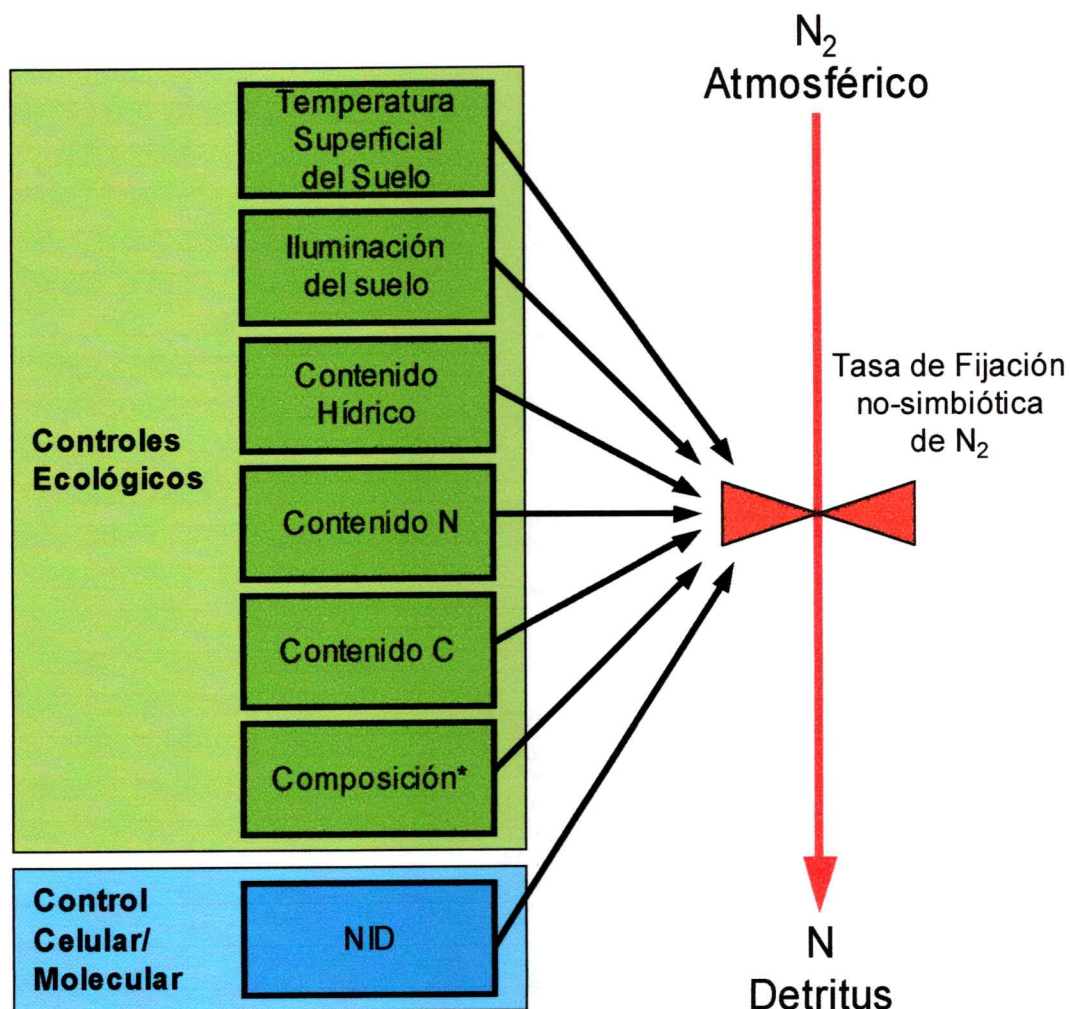 N₂
Atmosférico
Temperatura
Superficial
del Suelo
Iluminación
del suelo
Contenido
Hídrico
Contenido N
Contenido C
Composición*
Controles
Ecológicos
Tasa de Fijación
no-simbiótica
de N₂
Control
Celular/
Molecular
NID
N
Detritus